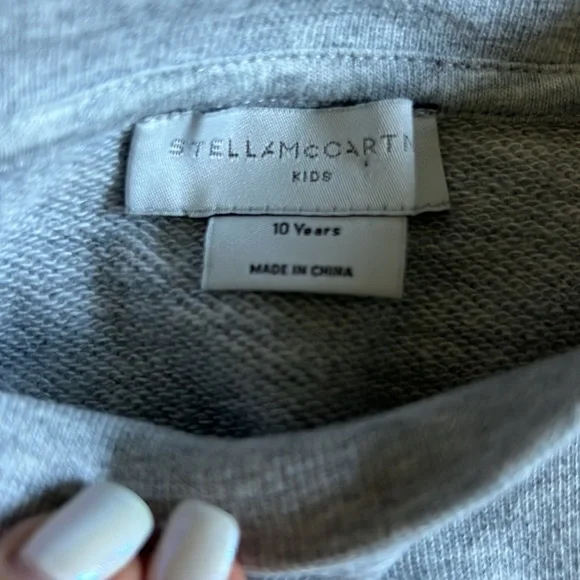 STELLAMCCARTN
KIDS
10 Years
MADE IN CHINA